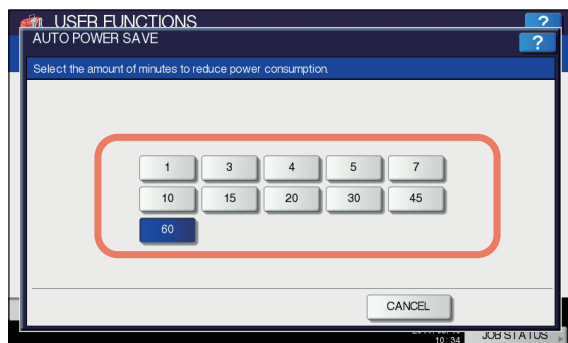 USER FUNCTIONS ?
AUTO POWER SAVE ?
Select the amount of minutes to reduce power consumption.
1 3 4 5 7
10 15 20 30 45
60
CANCEL
10:34 JOB STATUS